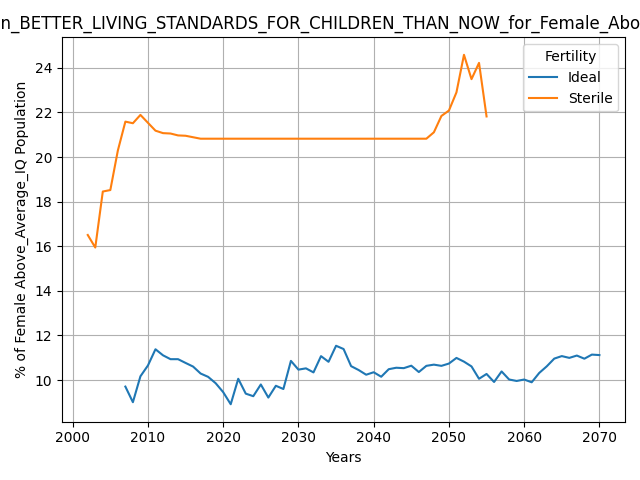 n_BETTER_LIVING_STANDARDS_FOR_CHILDREN_THAN_NOW_for_Female_Abo
Fertility
Ideal
Sterile
% of Female Above_Average_IQ Population
24
22
20
18
16
14
12
10
2000 2010 2020 2030 2040 2050 2060 2070
Years